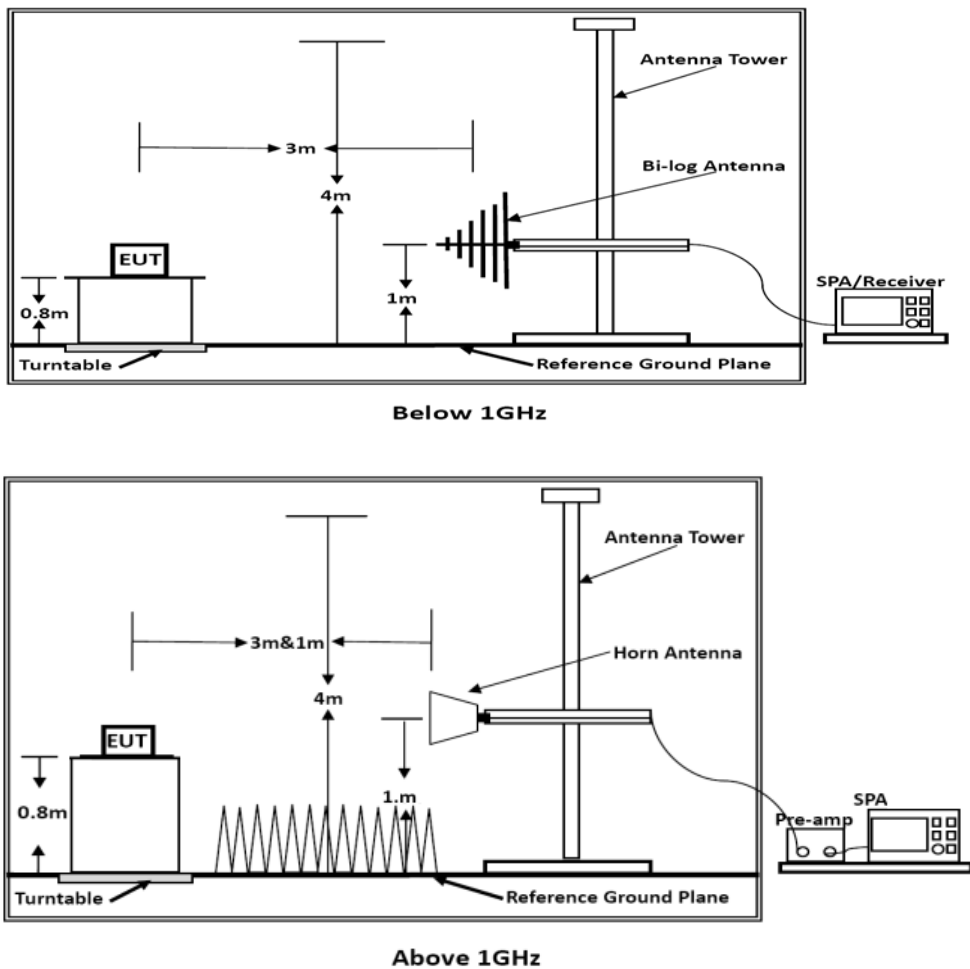 Antenna Tower
3m
Bi-log Antenna
4m
EUT
SPA/Receiver
1m
0.8m
Turntable
Reference Ground Plane
Below 1GHz
Antenna Tower
3m&1m
Horn Antenna
4m
EUT
1.m
SPA
0.8m
Pre-amp
Turntable
Reference Ground Plane
Above 1GHz